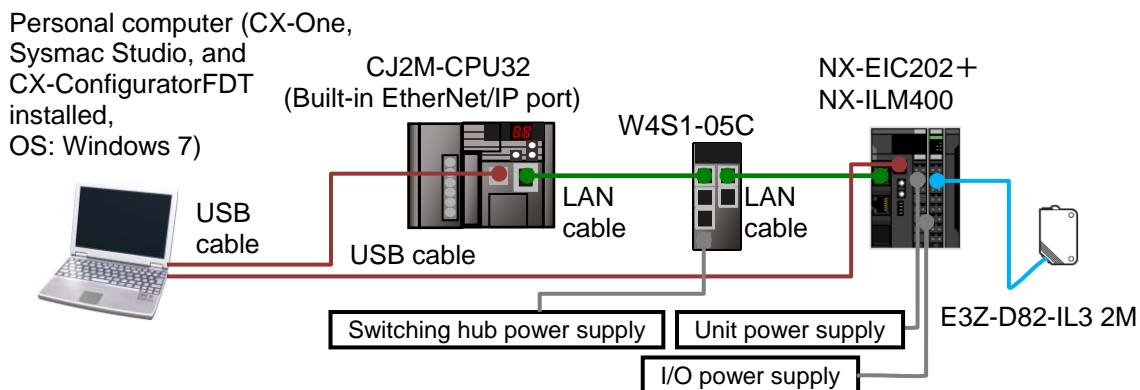 Personal computer (CX-One,
Sysmac Studio, and
CX-ConfiguratorFDT
installed,
OS: Windows 7)
CJ2M-CPU32
(Built-in EtherNet/IP port)
W4S1-05C
NX-EIC202＋
NX-ILM400
88
USB
cable
USB cable
LAN
cable
LAN
cable
E3Z-D82-IL3 2M
Switching hub power supply
Unit power supply
I/O power supply